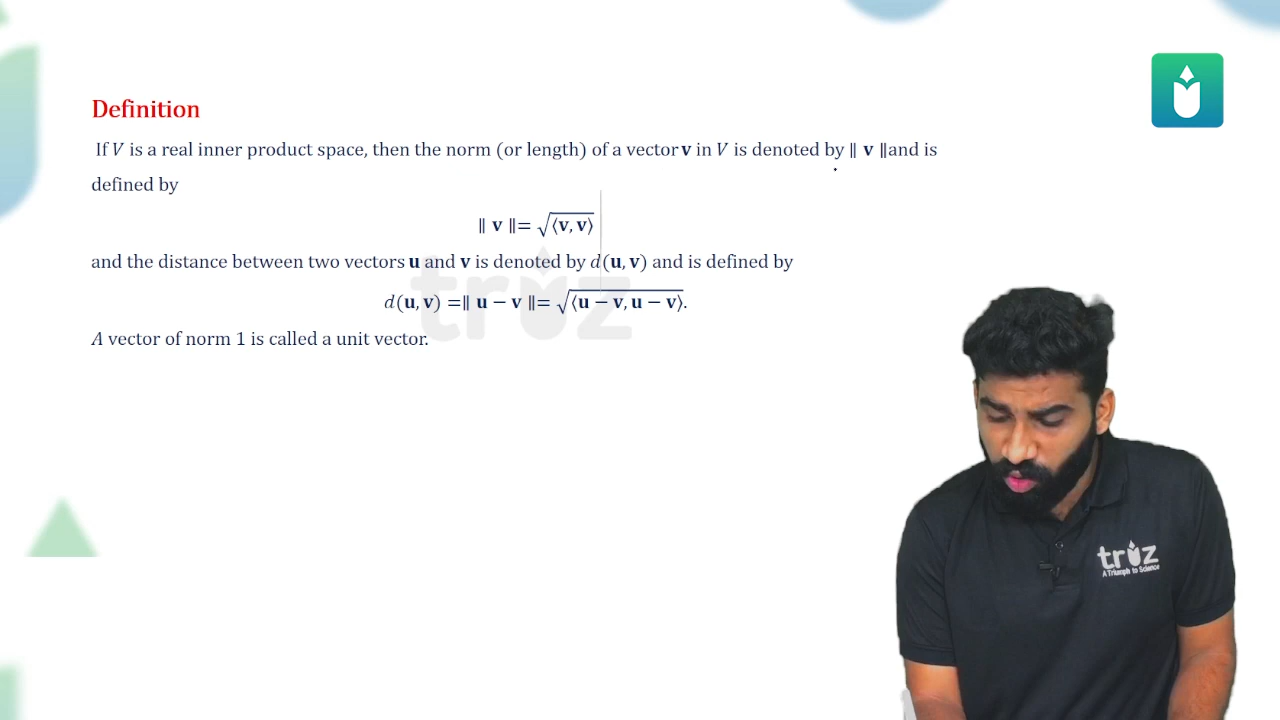 Definition
If V is a real inner product space, then the norm (or length) of a vector v in V is denoted by ∥ v ∥and is
defined by
∥ v ∥= √⟨v, v⟩
and the distance between two vectors u and v is denoted by d(u, v) and is defined by
d(u, v) =∥ u − v ∥= √⟨u − v, u − v⟩.
A vector of norm 1 is called a unit vector.
truz
truz
A Triumph to Science